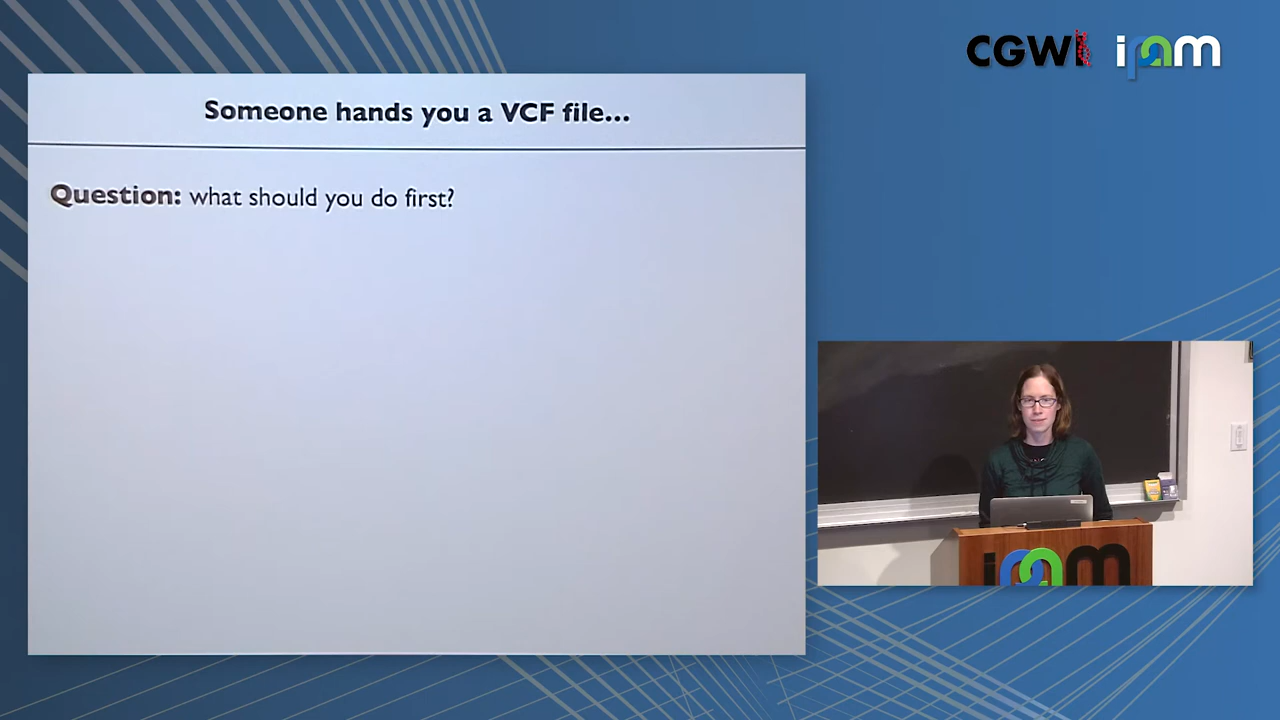 CGWI
ipam
Someone hands you a VCF file...
Question: what should you do first?
ipam